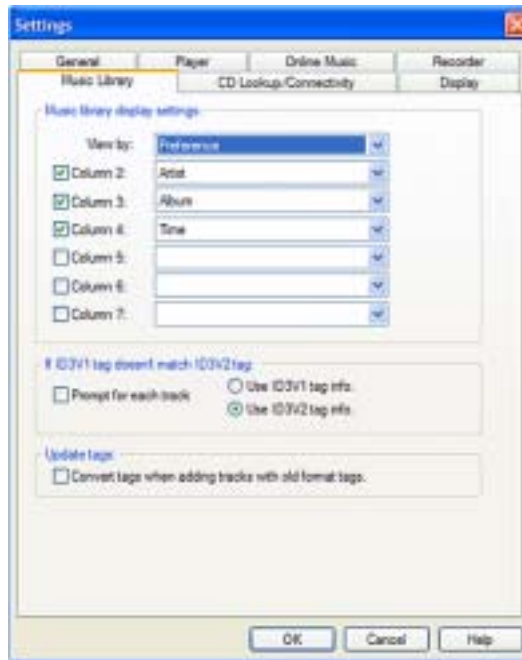 Settings
General Player Online Music Recorder
Music Library CD Lookup/Connectivity Display
Music library display settings
View by: Preference
Column 2: Artist
Column 3: Album
Column 4: Time
Column 5:
Column 6:
Column 7:
If ID3V1 tag doesn't match ID3V2 tag:
Prompt for each track
Use ID3V1 tag info.
Use ID3V2 tag info.
Update tags:
Convert tags when adding tracks with old format tags.
OK Cancel Help